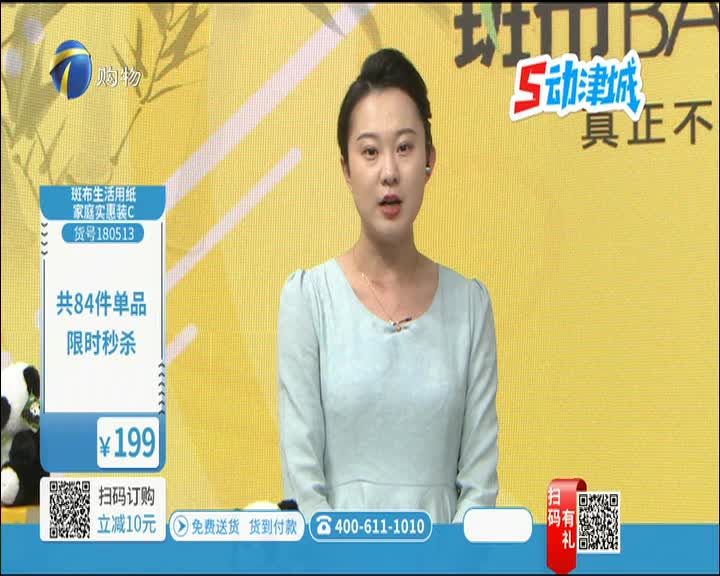 购物
斑布BA
5动津城
真正不
斑布生活用纸
家庭实惠装C
货号180513
共84件单品
限时秒杀
¥199
扫码订购
立减10元
免费送货 货到付款
400-611-1010
扫码
有礼